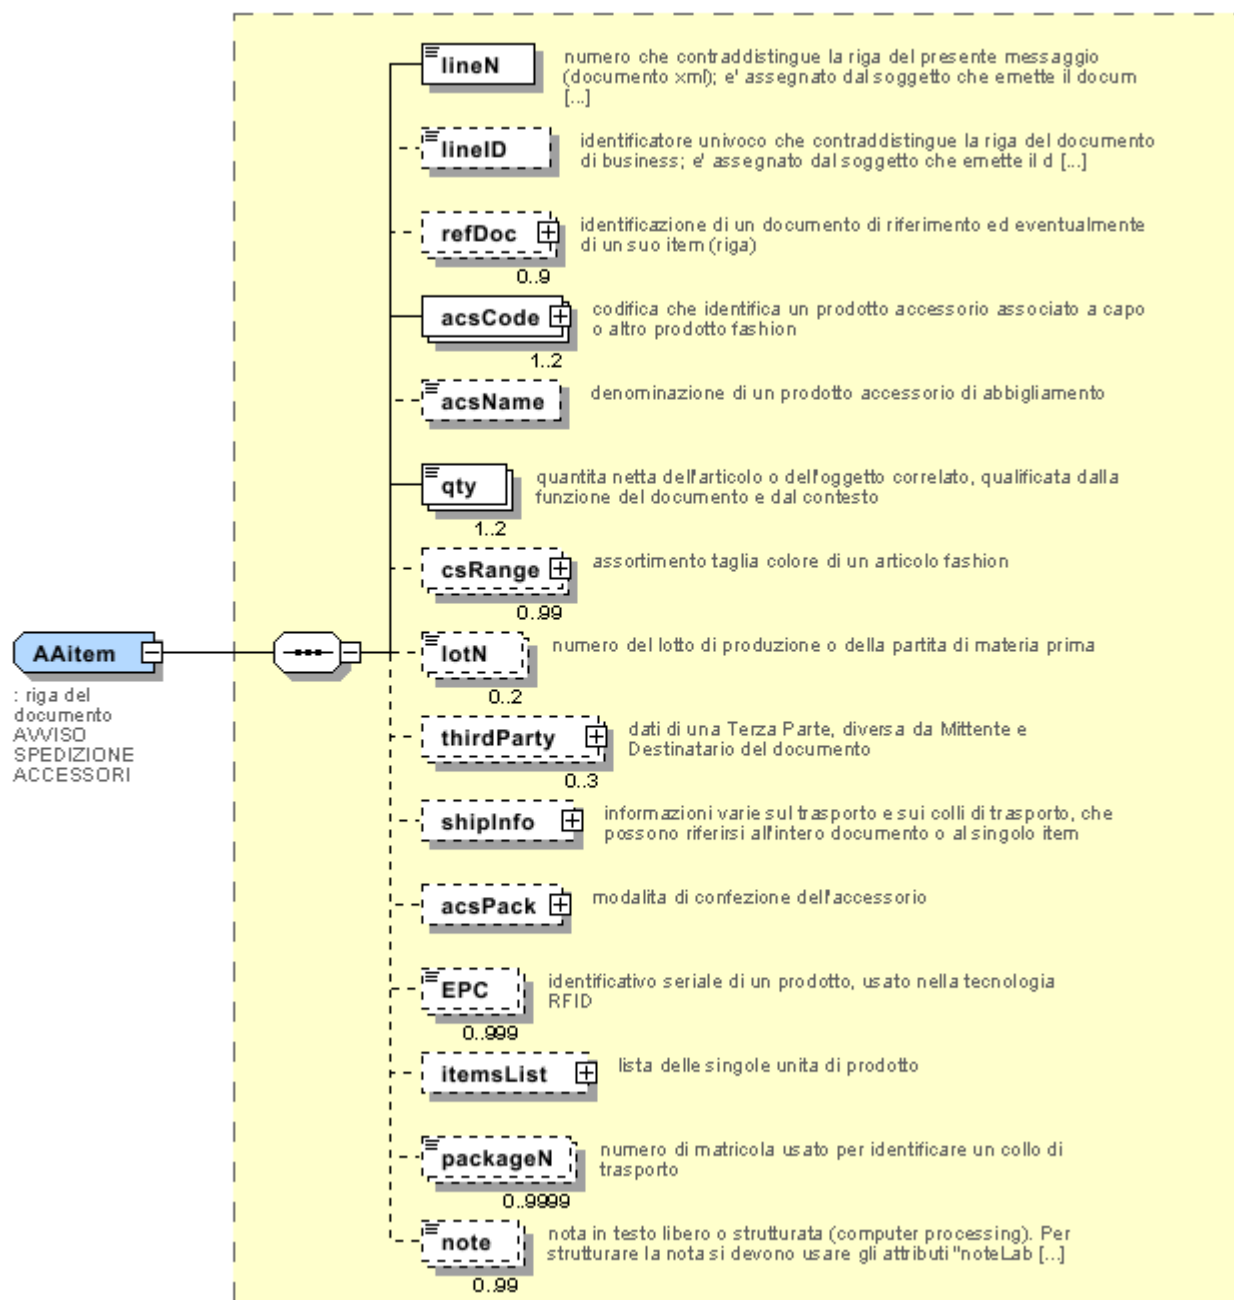 lineN
numero che contraddistingue la riga del presente messaggio
(documento xml); e' assegnato dal soggetto che emette il docum
[...]
lineID
identificatore univoco che contraddistingue la riga del documento
di business; e' assegnato dal soggetto che emette il d [...]
refDoc
identificazione di un documento di riferimento ed eventualmente
di un suo item (riga)
0..9
acsCode
codifica che identifica un prodotto accessorio associato a capo
o altro prodotto fashion
1..2
acsName
denominazione di un prodotto accessorio di abbigliamento
qty
quantita netta dell'articolo o dell'oggetto correlato, qualificata dalla
funzione del documento e dal contesto
1..2
csRange
assortimento taglia colore di un articolo fashion
0..99
AAitem
: riga del
documento
AVVISO
SPEDIZIONE
ACCESSORI
lotN
numero del lotto di produzione o della partita di materia prima
0..2
thirdParty
dati di una Terza Parte, diversa da Mittente e
Destinatario del documento
0..3
shipInfo
informazioni varie sul trasporto e sui colli di trasporto, che
possono riferirsi all'intero documento o al singolo item
acsPack
modalita di confezione dell'accessorio
EPC
identificativo seriale di un prodotto, usato nella tecnologia
RFID
0..999
itemsList
lista delle singole unita di prodotto
packageN
numero di matricola usato per identificare un collo di
trasporto
0..9999
note
nota in testo libero o strutturata (computer processing). Per
strutturare la nota si devono usare gli attributi "noteLab [...]
0..99